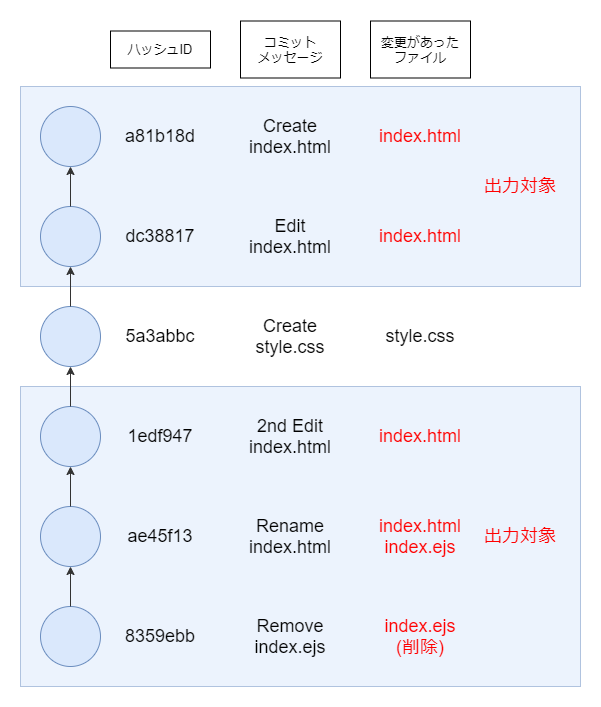 ハッシュID
コミット
メッセージ
変更があった
ファイル
a81b18d
Create
index.html
index.html
出力対象
dc38817
Edit
index.html
index.html
5a3abbc
Create
style.css
style.css
1edf947
2nd Edit
index.html
index.html
ae45f13
Rename
index.html
index.html
index.ejs
出力対象
8359ebb
Remove
index.ejs
index.ejs
(削除)